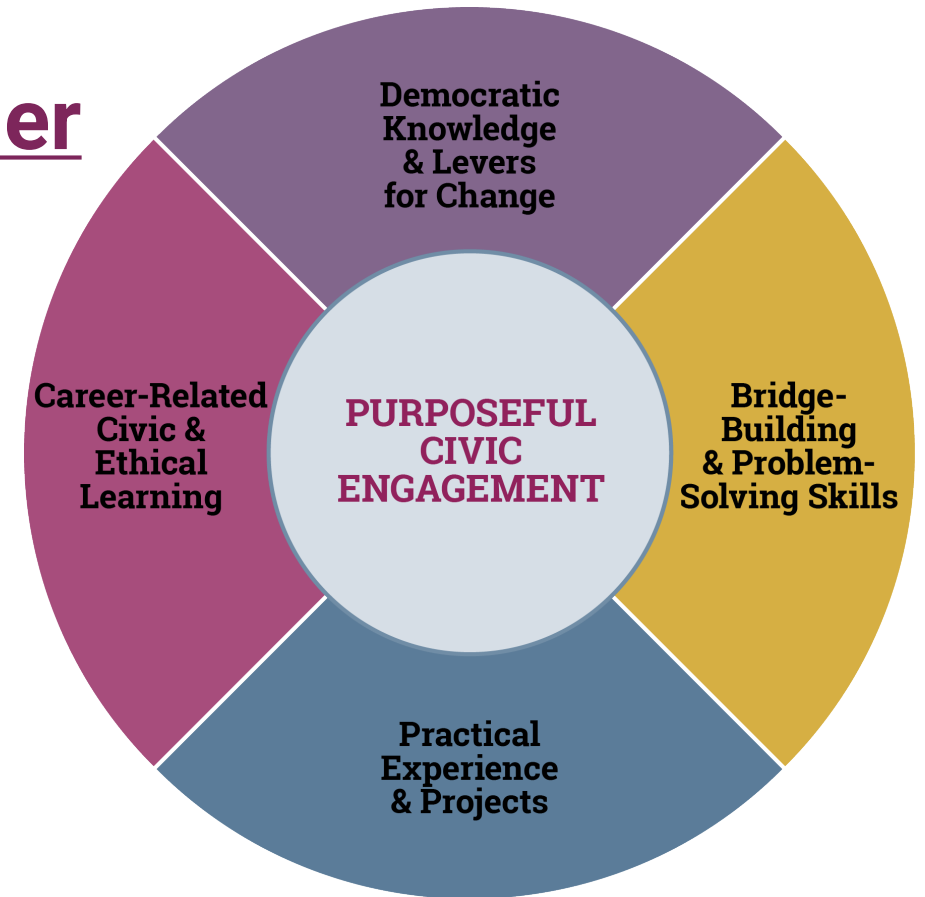 er
Democratic
Knowledge
& Levers
for Change
Career-Related
Civic &
Ethical
Learning
PURPOSEFUL
CIVIC
ENGAGEMENT
Bridge-
Building
& Problem-
Solving Skills
Practical
Experience
& Projects